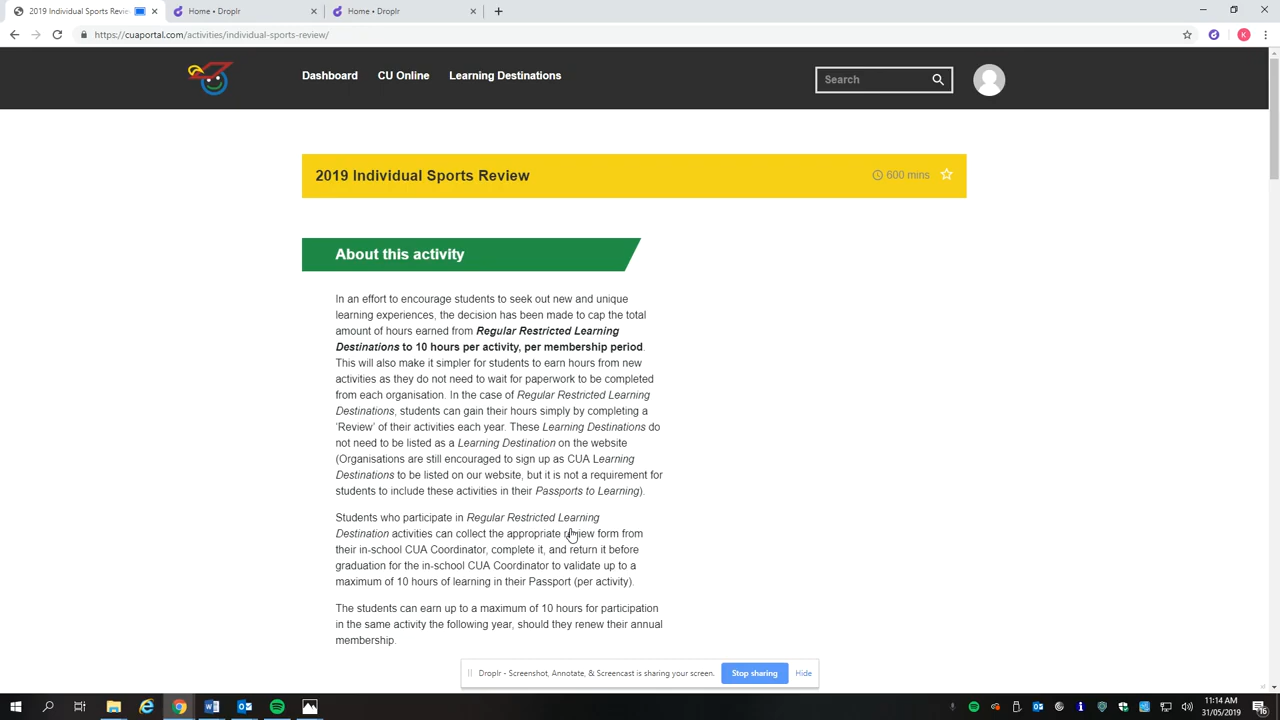 2019 Individual Sports Revie
Home • Droplr
Home • Droplr
https://cuaportal.com/activities/individual-sports-review/
K
Dashboard
CU Online
Learning Destinations
Search
2019 Individual Sports Review
600 mins
About this activity
In an effort to encourage students to seek out new and unique
learning experiences, the decision has been made to cap the total
amount of hours earned from Regular Restricted Learning
Destinations to 10 hours per activity, per membership period.
This will also make it simpler for students to earn hours from new
activities as they do not need to wait for paperwork to be completed
from each organisation. In the case of Regular Restricted Learning
Destinations, students can gain their hours simply by completing a
‘Review’ of their activities each year. These Learning Destinations do
not need to be listed as a Learning Destination on the website
(Organisations are still encouraged to sign up as CUA Learning
Destinations to be listed on our website, but it is not a requirement for
students to include these activities in their Passports to Learning).
Students who participate in Regular Restricted Learning
Destination activities can collect the appropriate review form from
their in-school CUA Coordinator, complete it, and return it before
graduation for the in-school CUA Coordinator to validate up to a
maximum of 10 hours of learning in their Passport (per activity).
The students can earn up to a maximum of 10 hours for participation
in the same activity the following year, should they renew their annual
membership.
Droplr - Screenshot, Annotate, & Screencast is sharing your screen.
Stop sharing
Hide
11:14 AM
31/05/2019
16